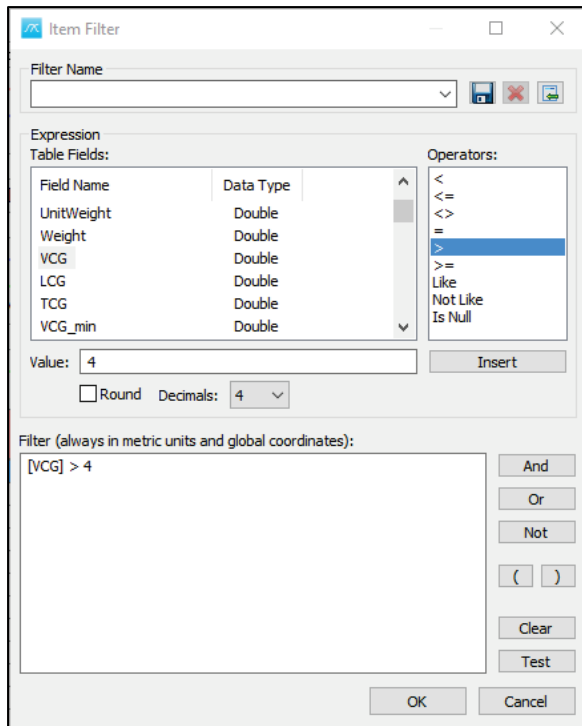 Item Filter
Filter Name
Expression
Table Fields:
Operators:
Field Name Data Type
UnitWeight Double
Weight Double
VCG Double
LCG Double
TCG Double
VCG_min Double
<
<=
<>
=
>
>=
Like
Not Like
Is Null
Value: 4
Insert
Round Decimals: 4
Filter (always in metric units and global coordinates):
[VCG] > 4
And
Or
Not
( )
Clear
Test
OK Cancel